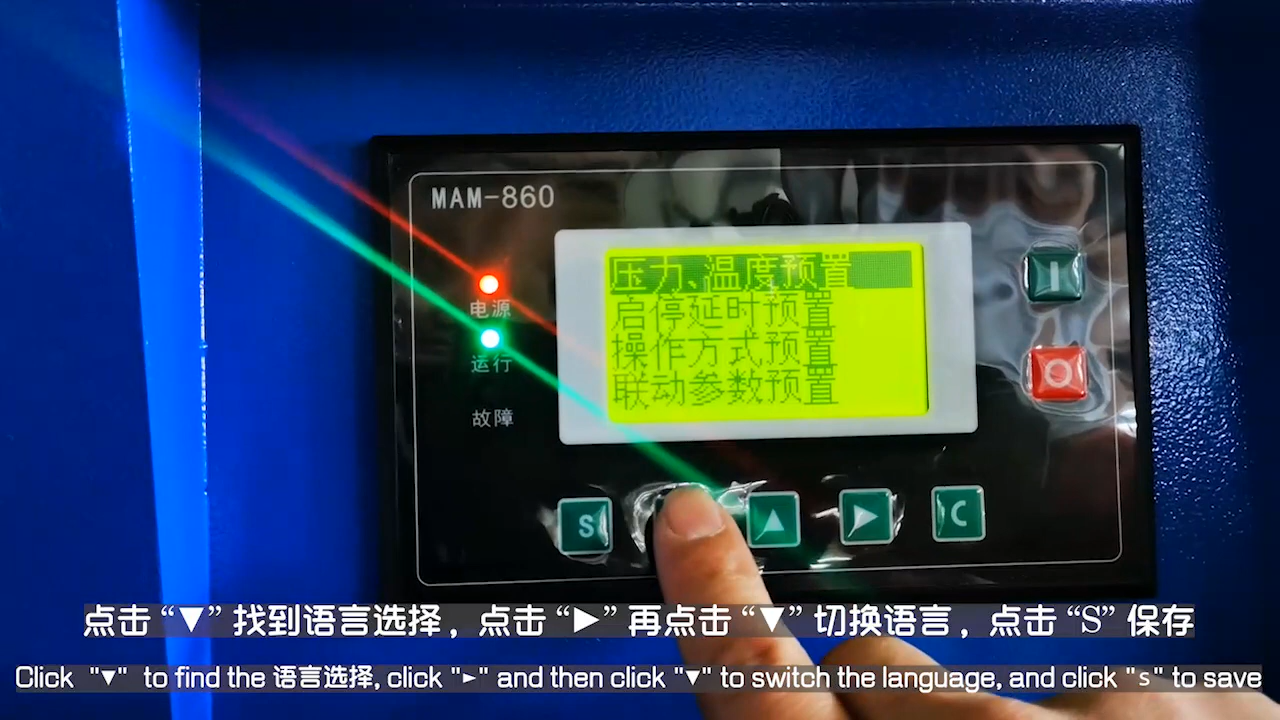 MAM-860
电源
运行
故障
压力、温度预置
启停延时预置
操作方式预置
联动参数预置
I
O
S
▲
▶
C
点击“▼”找到语言选择，点击“▶”再点击“▼”切换语言，点击“S”保存
Click "▼" to find the 语言选择, click "►" and then click "▼" to switch the language, and click "s" to save